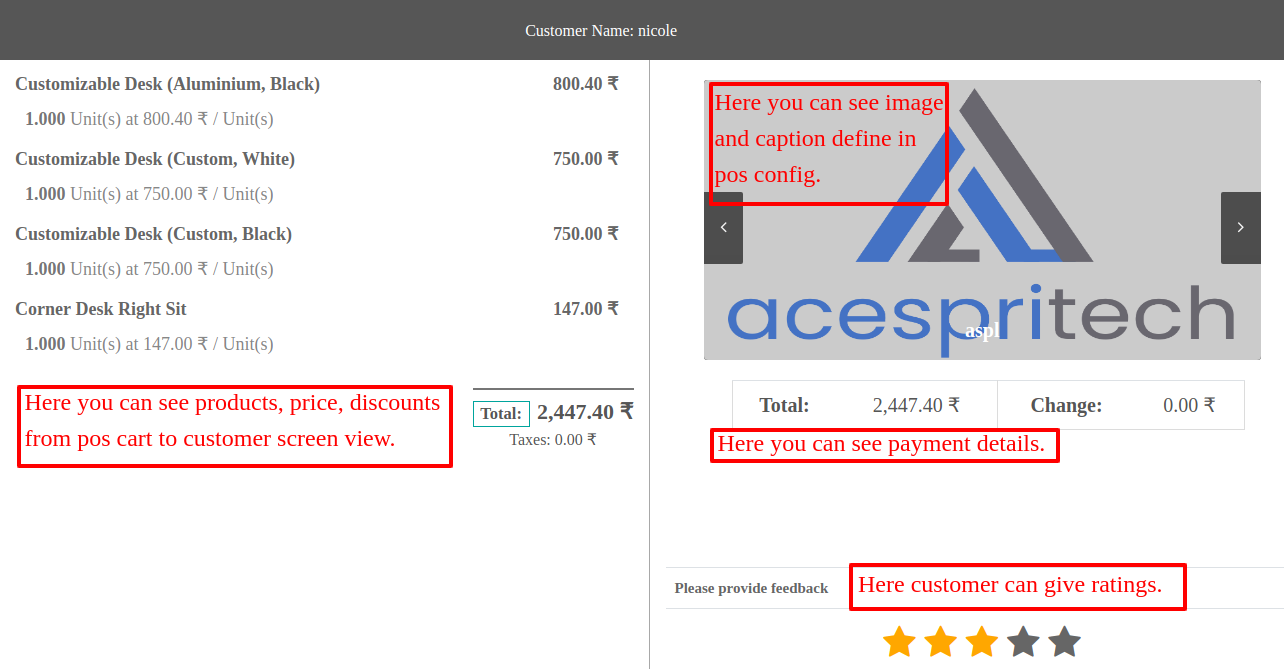 Customer Name: nicole
Customizable Desk (Aluminium, Black) 800.40 ₹
1.000 Unit(s) at 800.40 ₹ / Unit(s)
Customizable Desk (Custom, White) 750.00 ₹
1.000 Unit(s) at 750.00 ₹ / Unit(s)
Customizable Desk (Custom, Black) 750.00 ₹
1.000 Unit(s) at 750.00 ₹ / Unit(s)
Corner Desk Right Sit 147.00 ₹
1.000 Unit(s) at 147.00 ₹ / Unit(s)
Here you can see products, price, discounts
from pos cart to customer screen view.
Total: 2,447.40 ₹
Taxes: 0.00 ₹
Here you can see image
and caption define in
pos config.
acespritech
aspl
Total: 2,447.40 ₹ Change: 0.00 ₹
Here you can see payment details.
Please provide feedback
Here customer can give ratings.